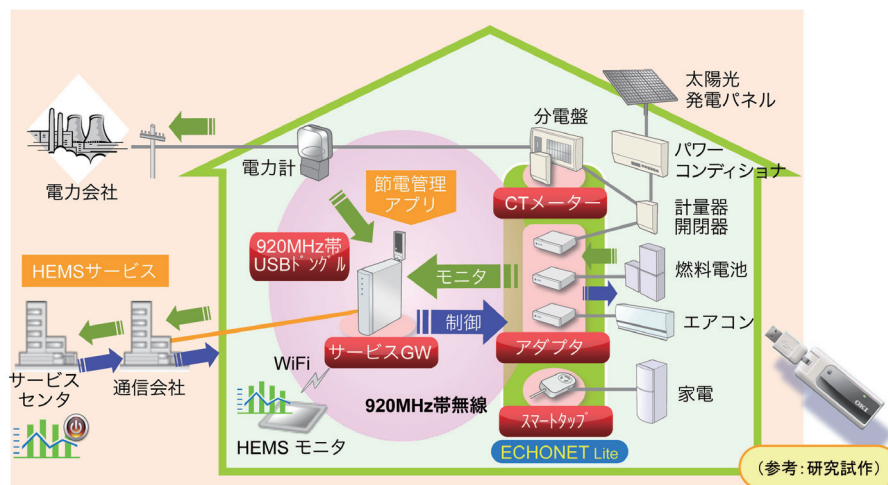 太陽光
発電パネル
分電盤
電力計
パワー
コンディショナ
電力会社
節電管理
アプリ
CTメーター
計量器
開閉器
920MHz帯
USBﾄﾞﾝｸﾞﾙ
HEMSサービス
モニタ
燃料電池
制御
エアコン
サービスGW
アダプタ
サービス
センタ
通信会社
WiFi
920MHz帯無線
家電
スマートタップ
HEMS モニタ
ECHONET Lite
OKI
(参考:研究試作)